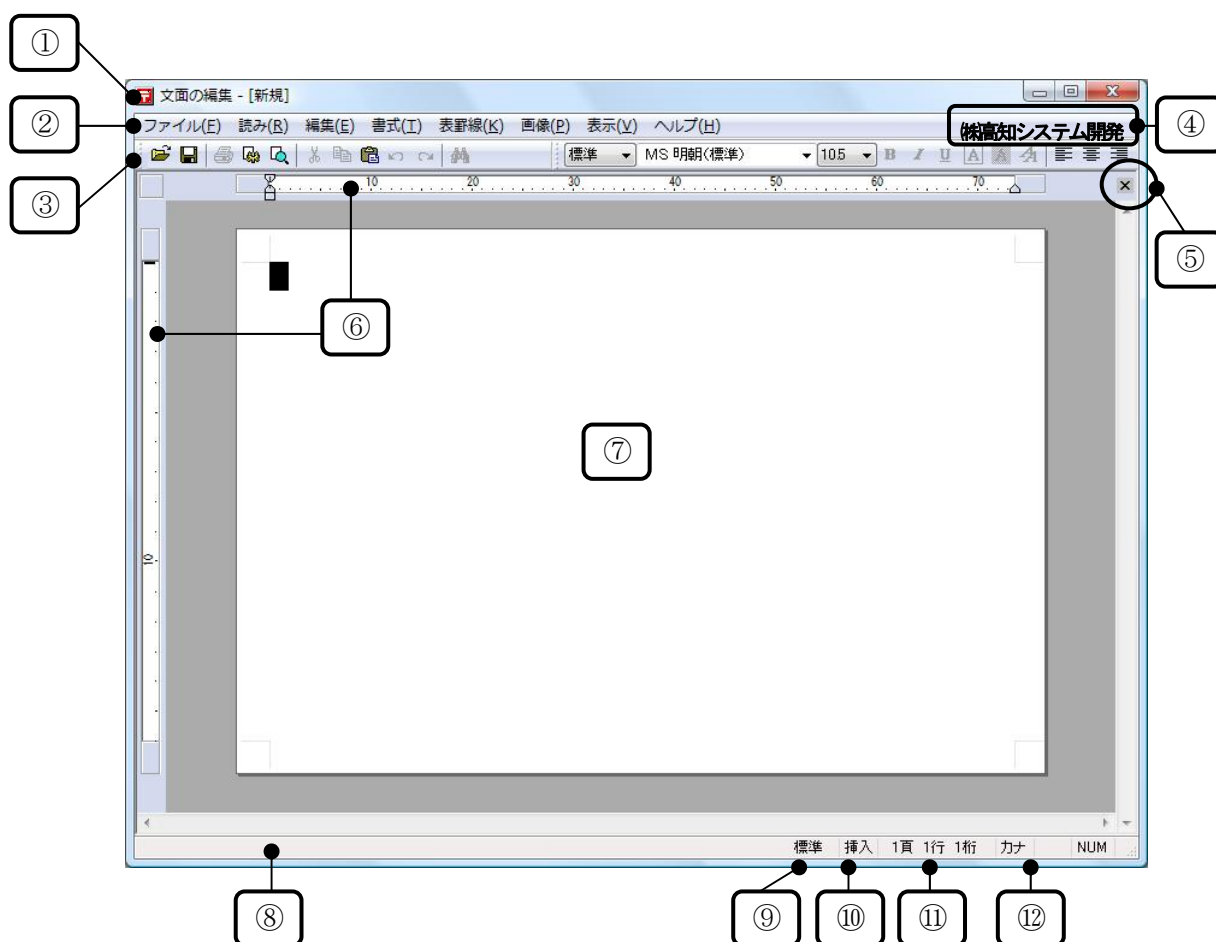 ①
文面の編集 - [新規]
②
ファイル(F) 読み(R) 編集(E) 書式(T) 表罫線(K) 画像(P) 表示(V) ヘルプ(H)
㈱高知システム開発
④
標準 MS 明朝(標準) 10.5 B I U A A A
③
10 20 30 40 50 60 70
⑤
⑥
⑦
10
標準 挿入 1頁 1行 1桁 カナ NUM
⑧ ⑨ ⑩ ⑪ ⑫